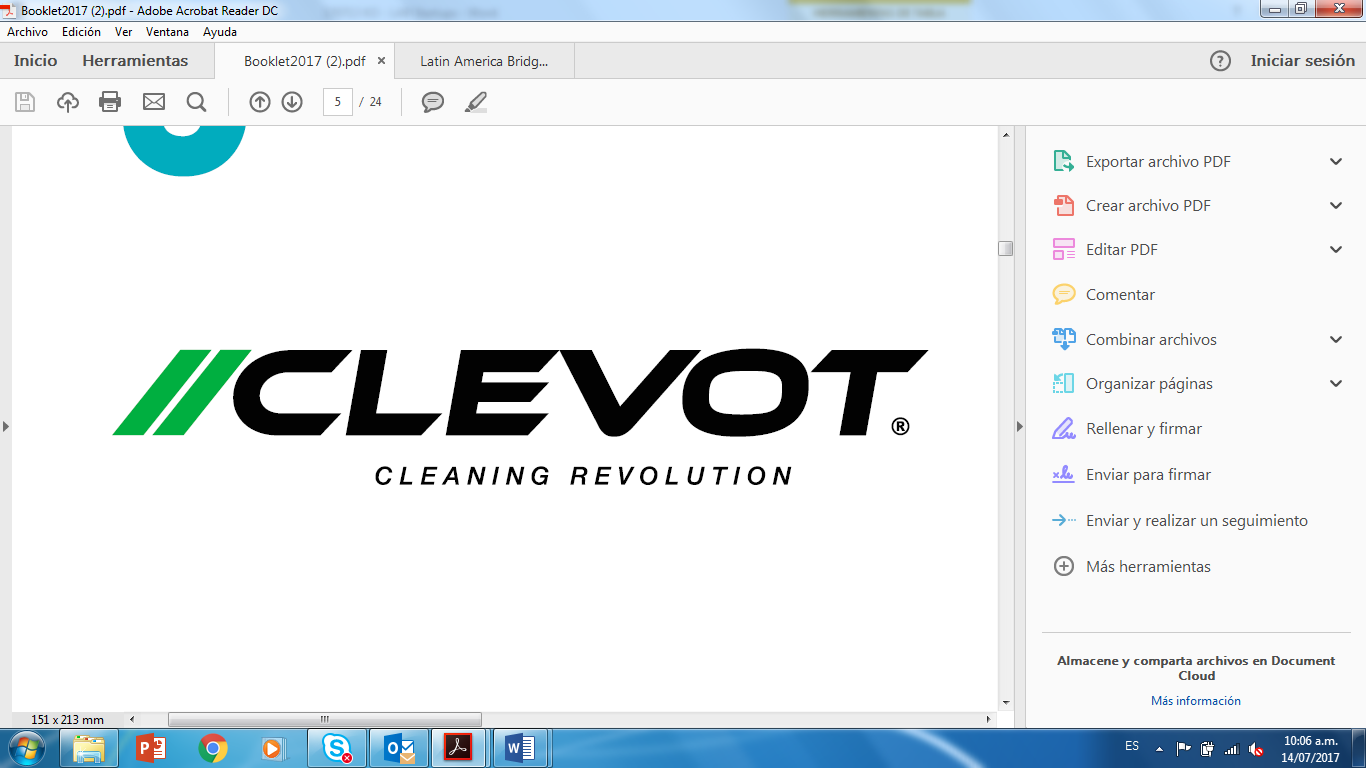 Booklet2017 (2).pdf - Adobe Acrobat Reader DC
Archivo Edición Ver Ventana Ayuda
Inicio Herramientas Booklet2017 (2).pdf × Latin America Bridg... ? Iniciar sesión
5 / 24
Exportar archivo PDF
Crear archivo PDF
Editar PDF
Comentar
Combinar archivos
Organizar páginas
Rellenar y firmar
Enviar para firmar
Enviar y realizar un seguimiento
Más herramientas
Almacene y comparta archivos en Document
Cloud
Más información
CLEVOT®
CLEANING REVOLUTION
151 x 213 mm
ES 10:06 a.m.
14/07/2017